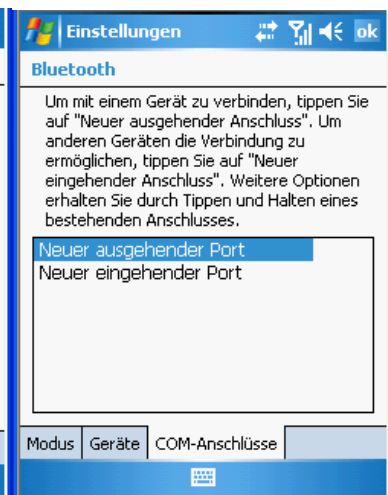 Einstellungen ok
Bluetooth
Um mit einem Gerät zu verbinden, tippen Sie
auf "Neuer ausgehender Anschluss". Um
anderen Geräten die Verbindung zu
ermöglichen, tippen Sie auf "Neuer
eingehender Anschluss". Weitere Optionen
erhalten Sie durch Tippen und Halten eines
bestehenden Anschlusses.
Neuer ausgehender Port
Neuer eingehender Port
Modus Geräte COM-Anschlüsse